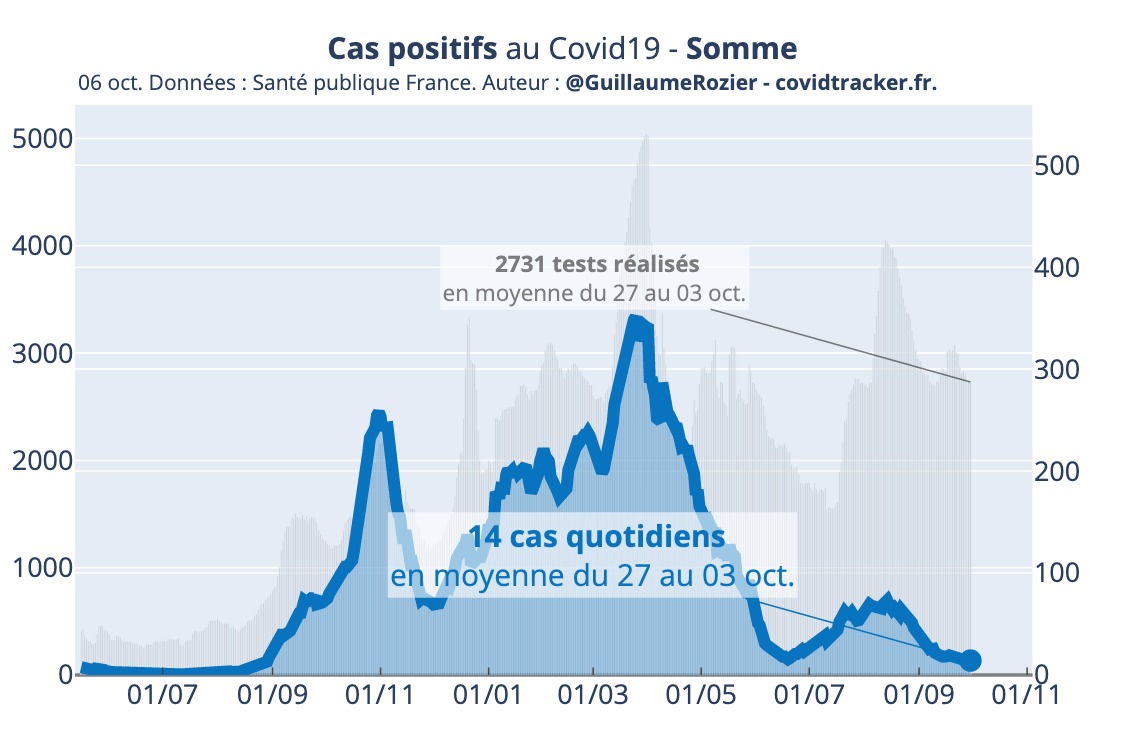 Cas positifs au Covid19 - Somme
06 oct. Données : Santé publique France. Auteur : @GuillaumeRozier - covidtracker.fr.
5000
500
4000
400
2731 tests réalisés
en moyenne du 27 au 03 oct.
3000
300
2000
200
14 cas quotidiens
en moyenne du 27 au 03 oct.
1000
100
0
0
01/07 01/09 01/11 01/01 01/03 01/05 01/07 01/09 01/11